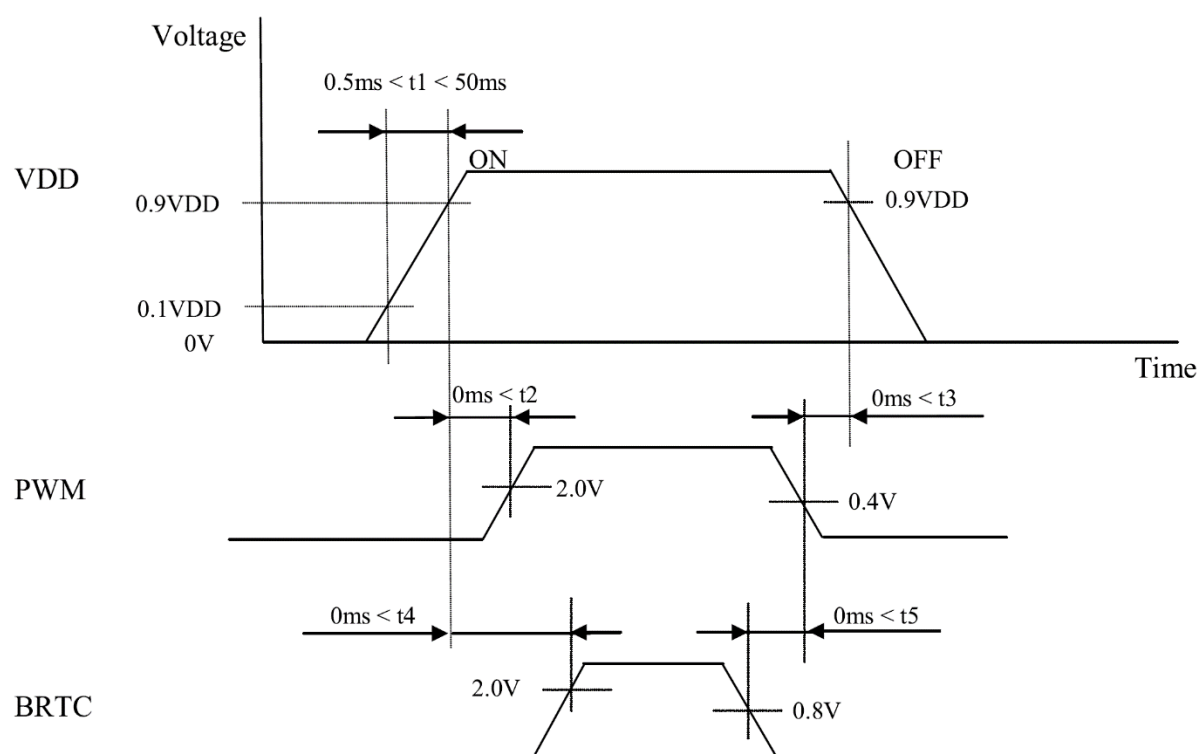 Voltage
0.5ms < t1 < 50ms
ON
OFF
VDD
0.9VDD
0.9VDD
0.1VDD
0V
Time
0ms < t2
0ms < t3
PWM
2.0V
0.4V
0ms < t4
0ms < t5
2.0V
BRTC
0.8V